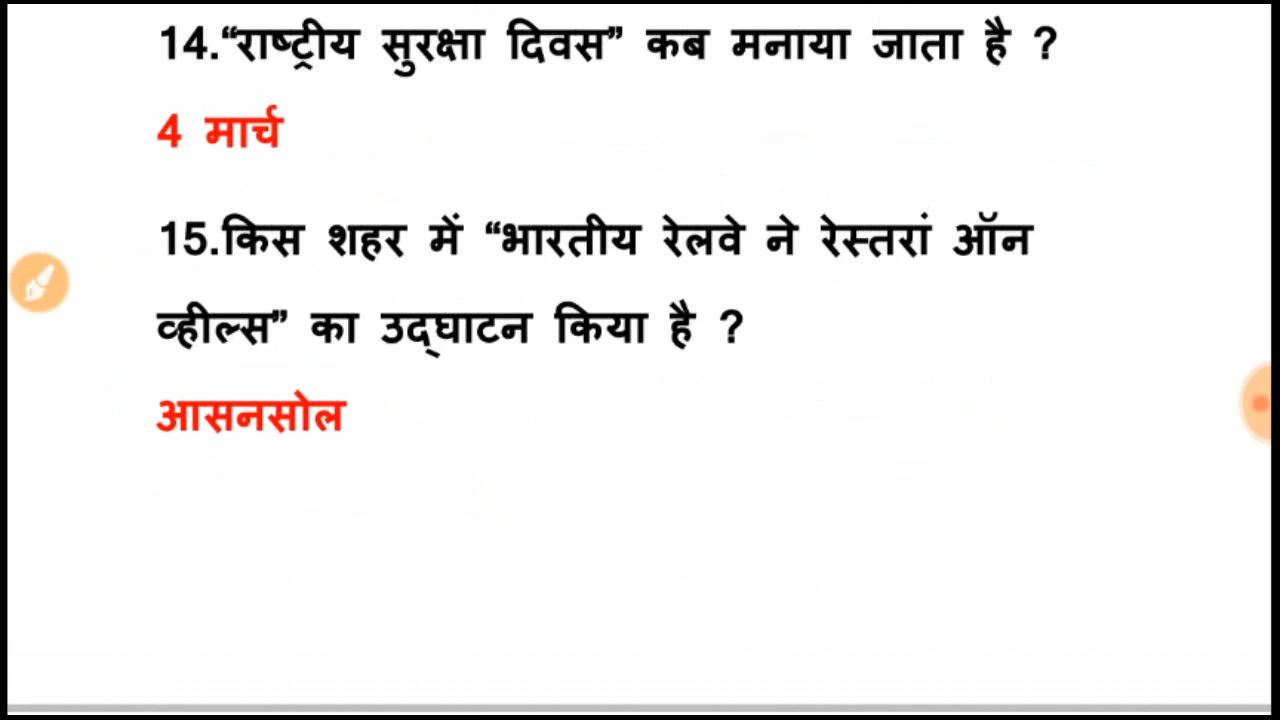 14.“राष्ट्रीय सुरक्षा दिवस” कब मनाया जाता है ?
4 मार्च
15.किस शहर में “भारतीय रेलवे ने रेस्तरां ऑन
व्हील्स” का उद्‌घाटन किया है ?
आसनसोल